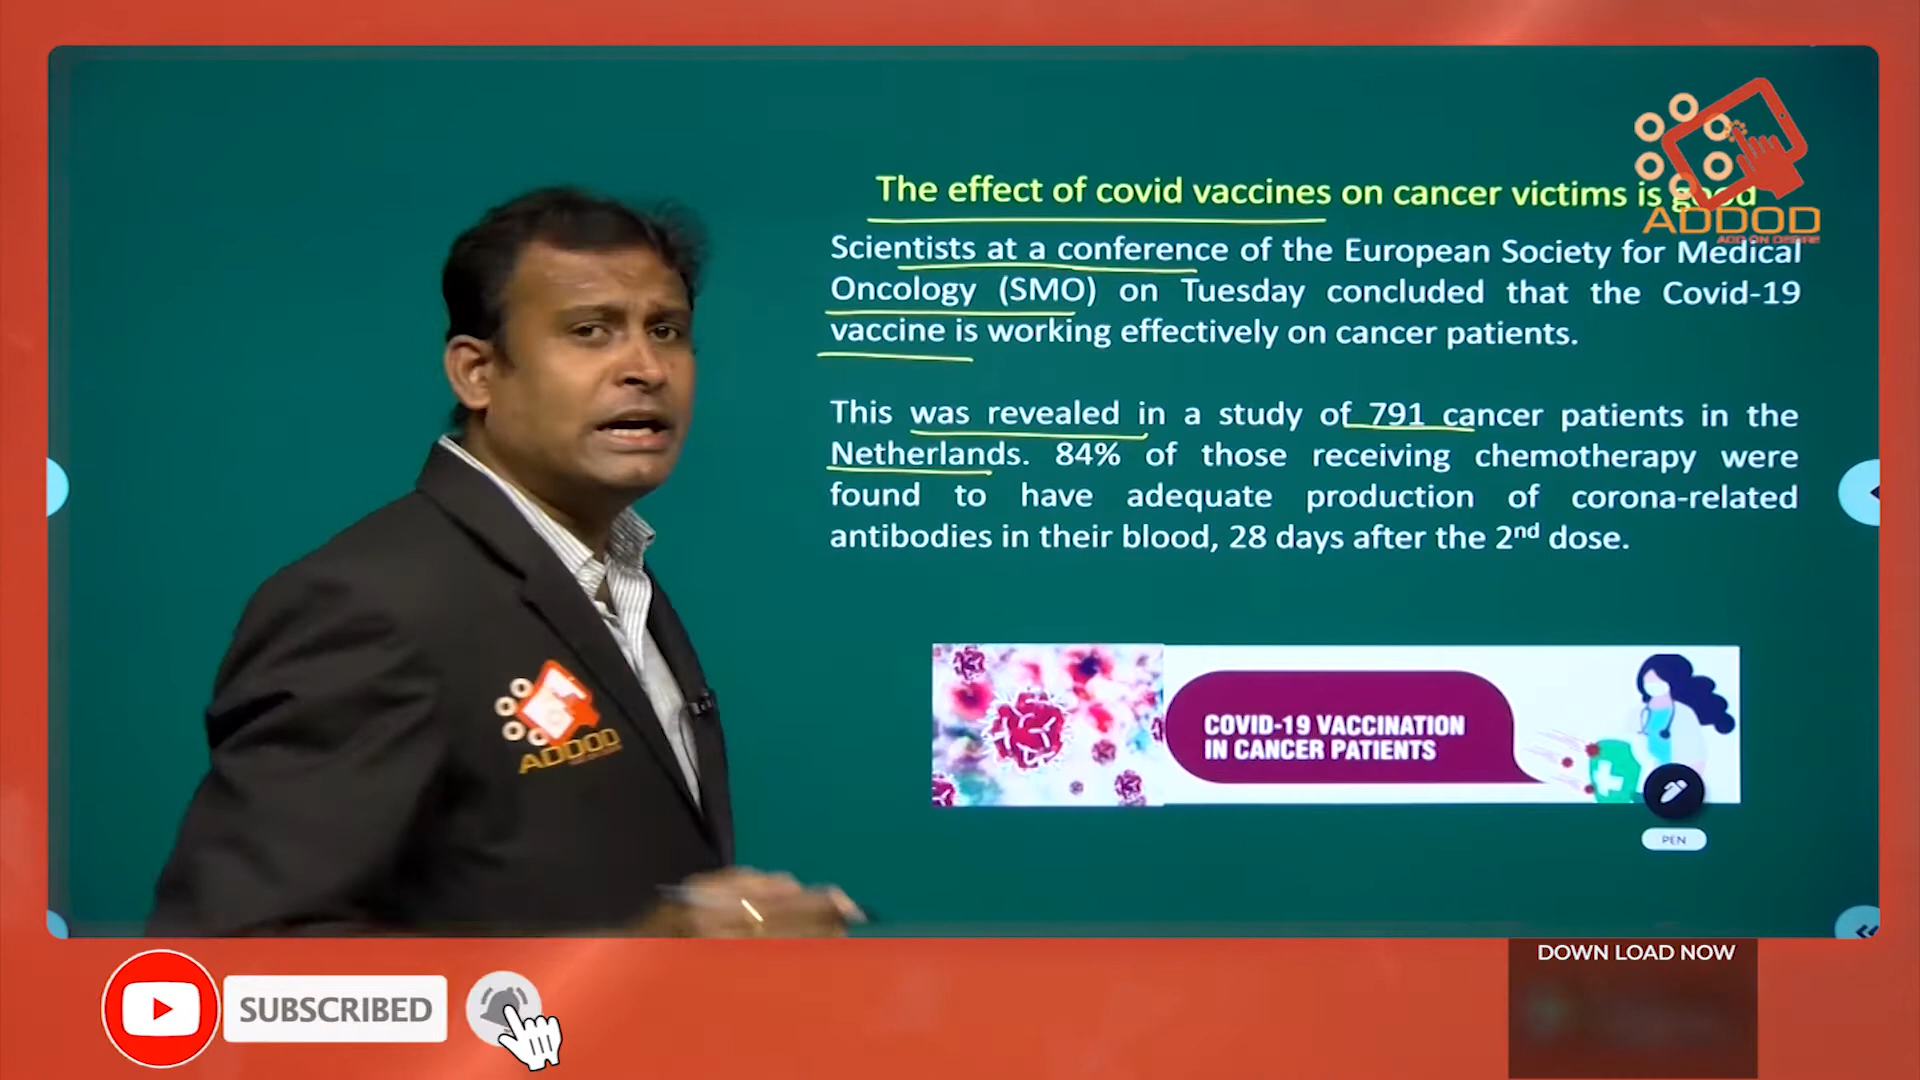 The effect of covid vaccines on cancer victims is good
Scientists at a conference of the European Society for Medical
Oncology (SMO) on Tuesday concluded that the Covid-19
vaccine is working effectively on cancer patients.
This was revealed in a study of 791 cancer patients in the
Netherlands. 84% of those receiving chemotherapy were
found to have adequate production of corona-related
antibodies in their blood, 28 days after the 2nd dose.
ADDOD
ADD ON DESIRE
COVID-19 VACCINATION
IN CANCER PATIENTS
PEN
ADDOD
SUBSCRIBED
DOWN LOAD NOW